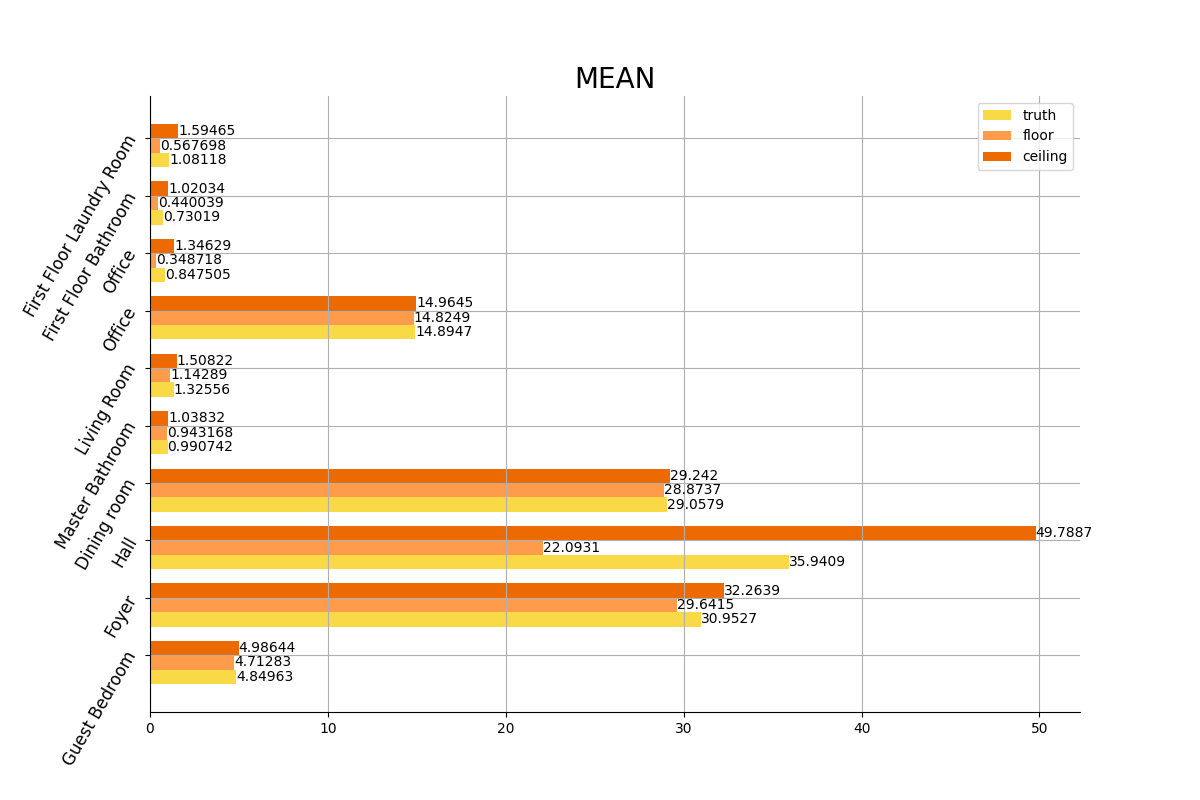 MEAN
truth
floor
ceiling
First Floor Laundry Room
1.59465
0.567698
1.08118
First Floor Bathroom
1.02034
0.440039
0.73019
Office
1.34629
0.348718
0.847505
Office
14.9645
14.8249
14.8947
Living Room
1.50822
1.14289
1.32556
Master Bathroom
1.03832
0.943168
0.990742
Dining room
29.242
28.8737
29.0579
Hall
49.7887
22.0931
35.9409
Foyer
32.2639
29.6415
30.9527
Guest Bedroom
4.98644
4.71283
4.84963
0 10 20 30 40 50